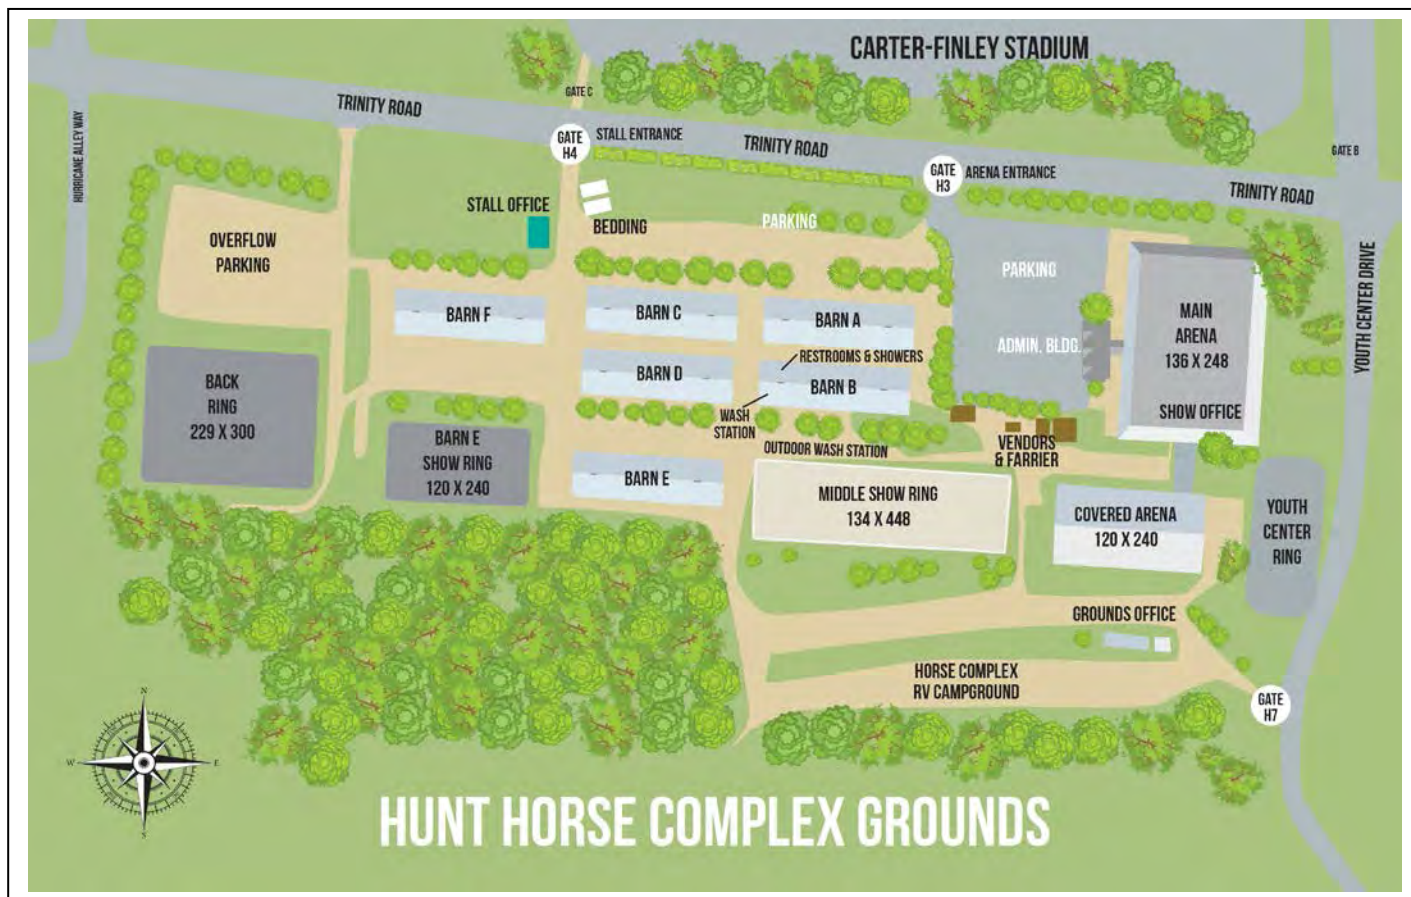 CARTER-FINLEY STADIUM
GATE C
TRINITY ROAD
HURRICANE ALLEY WAY
GATE
H4
STALL ENTRANCE
TRINITY ROAD
GATE B
GATE
H3
ARENA ENTRANCE
TRINITY ROAD
STALL OFFICE
BEDDING
PARKING
OVERFLOW
PARKING
PARKING
YOUTH CENTER DRIVE
BARN F
BARN C
BARN A
MAIN
ARENA
136 X 248
ADMIN. BLDG.
RESTROOMS & SHOWERS
BARN D
BARN B
BACK
RING
229 X 300
WASH
STATION
SHOW OFFICE
BARN E
SHOW RING
120 X 240
OUTDOOR WASH STATION
VENDORS
& FARRIER
BARN E
MIDDLE SHOW RING
134 X 448
COVERED ARENA
120 X 240
YOUTH
CENTER
RING
GROUNDS OFFICE
HORSE COMPLEX
RV CAMPGROUND
GATE
H7
N
W
E
S
HUNT HORSE COMPLEX GROUNDS